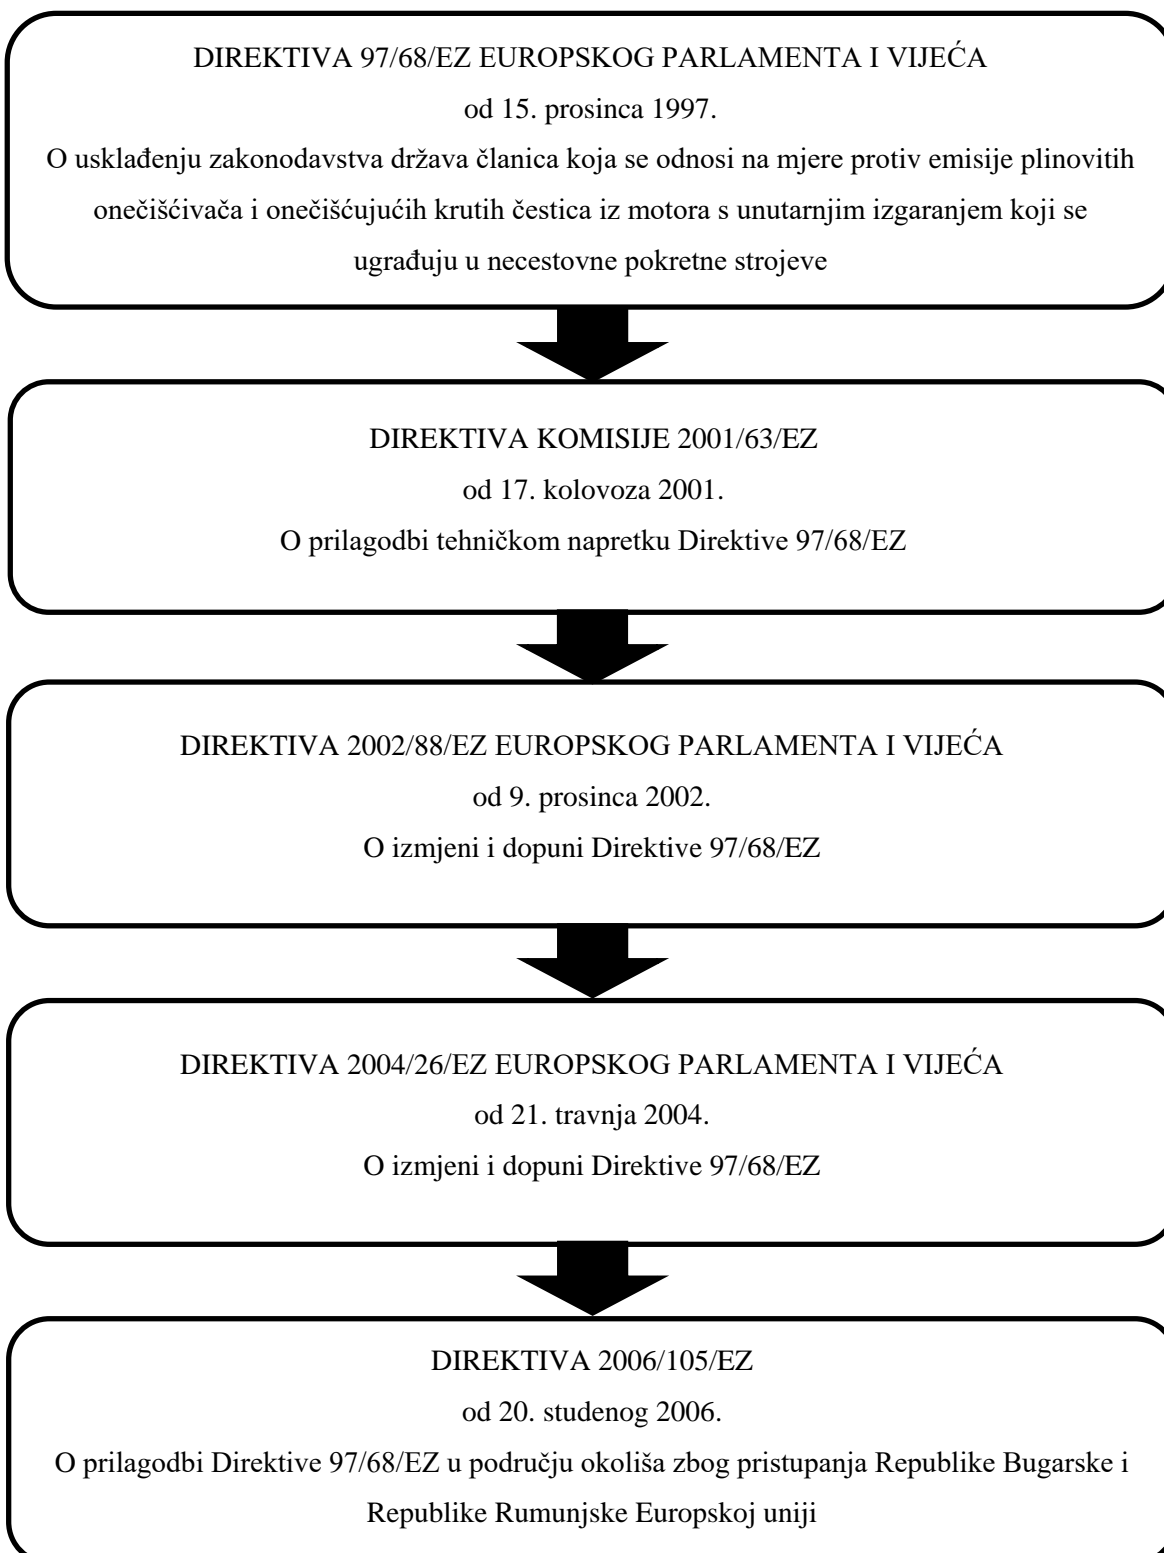 DIREKTIVA 97/68/EZ EUROPSKOG PARLAMENTA I VIJEĆA
od 15. prosinca 1997.
O usklađenju zakonodavstva država članica koja se odnosi na mjere protiv emisije plinovitih
onečišćivača i onečišćujućih krutih čestica iz motora s unutarnjim izgaranjem koji se
ugrađuju u necestovne pokretne strojeve
DIREKTIVA KOMISIJE 2001/63/EZ
od 17. kolovoza 2001.
O prilagodbi tehničkom napretku Direktive 97/68/EZ
DIREKTIVA 2002/88/EZ EUROPSKOG PARLAMENTA I VIJEĆA
od 9. prosinca 2002.
O izmjeni i dopuni Direktive 97/68/EZ
DIREKTIVA 2004/26/EZ EUROPSKOG PARLAMENTA I VIJEĆA
od 21. travnja 2004.
O izmjeni i dopuni Direktive 97/68/EZ
DIREKTIVA 2006/105/EZ
od 20. studenog 2006.
O prilagodbi Direktive 97/68/EZ u području okoliša zbog pristupanja Republike Bugarske i
Republike Rumunjske Europskoj uniji